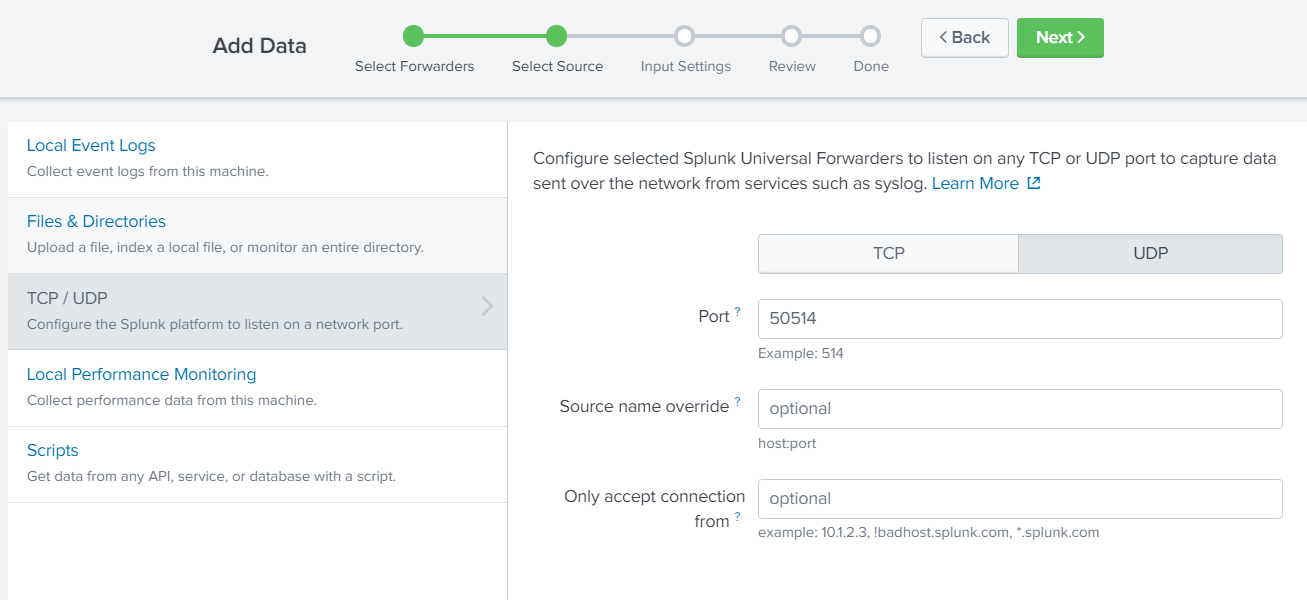 Add Data
Select Forwarders
Select Source
Input Settings
Review
Done
Back
Next
Local Event Logs
Collect event logs from this machine.
Files & Directories
Upload a file, index a local file, or monitor an entire directory.
TCP / UDP
Configure the Splunk platform to listen on a network port.
Local Performance Monitoring
Collect performance data from this machine.
Scripts
Get data from any API, service, or database with a script.
Configure selected Splunk Universal Forwarders to listen on any TCP or UDP port to capture data
sent over the network from services such as syslog. Learn More
TCP
UDP
Port ?
50514
Example: 514
Source name override ?
optional
host:port
Only accept connection
from ?
optional
example: 10.1.2.3, !badhost.splunk.com, *.splunk.com